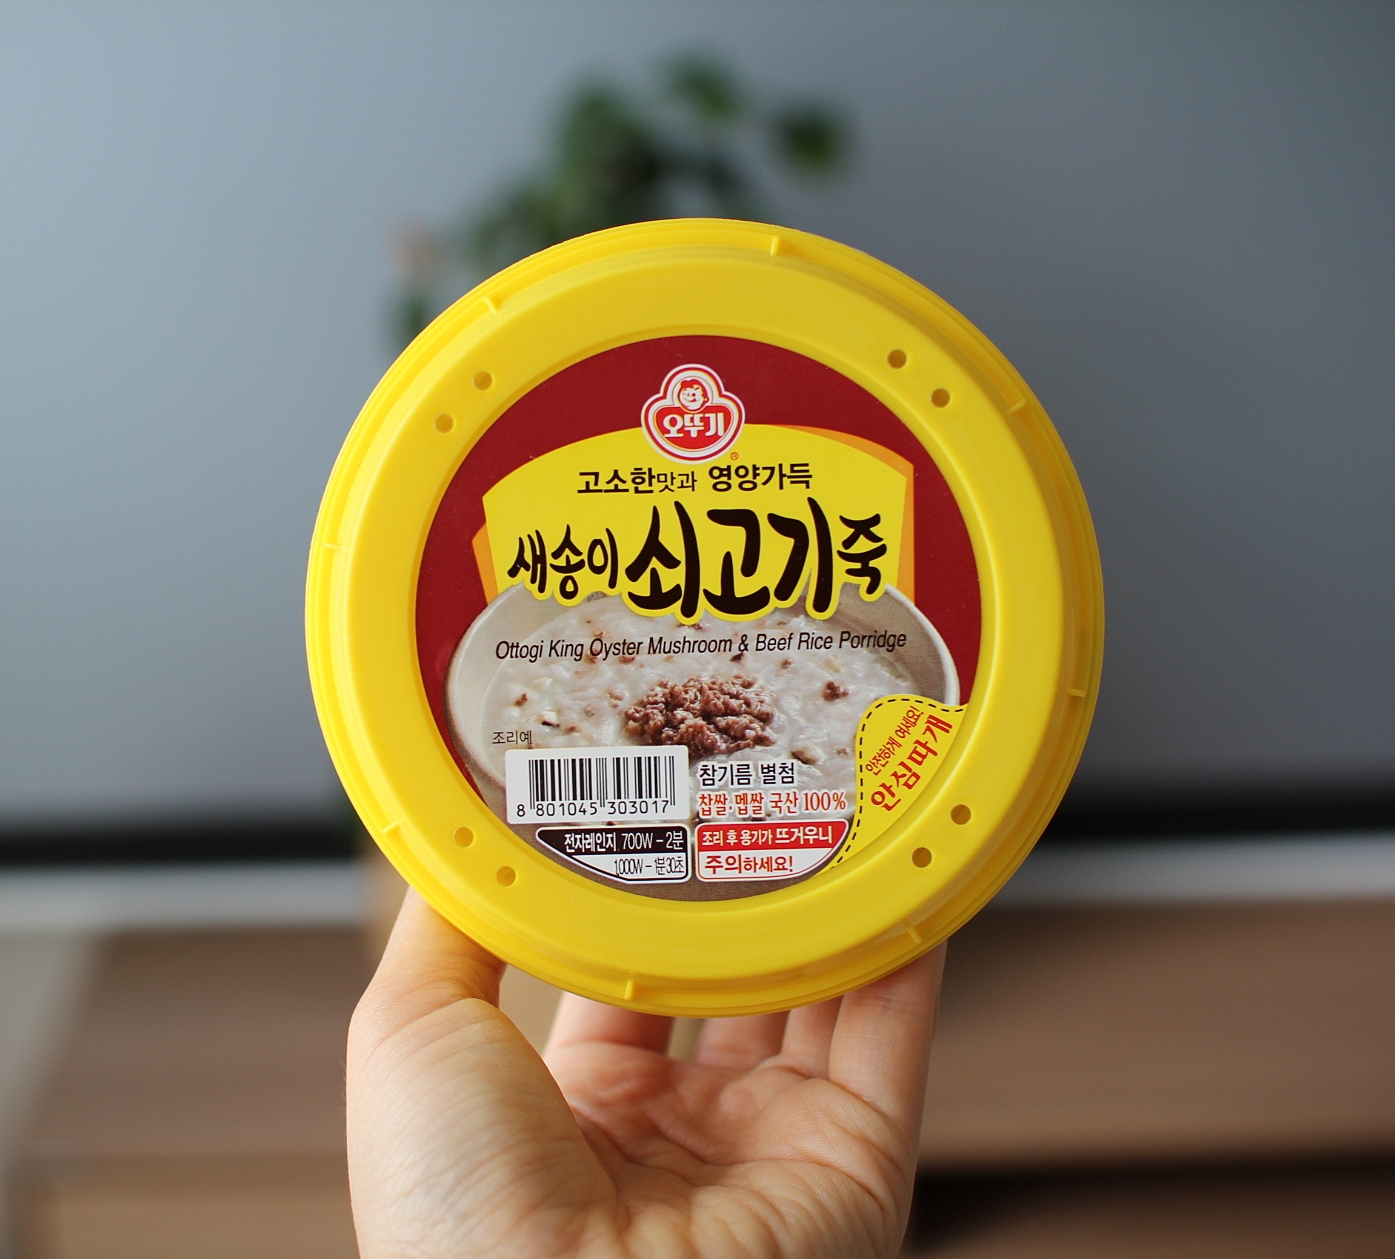 오뚜기
®
고소한맛과 영양가득
새송이 쇠고기죽
Ottogi King Oyster Mushroom & Beef Rice Porridge
조리예
8 801045 303017
참기름 별첨
찹쌀, 멥쌀 국산 100%
전자레인지 700W - 2분
1000W - 1분30초
조리 후 용기가 뜨거우니
주의하세요!
안전하게 여세요!
안심따개